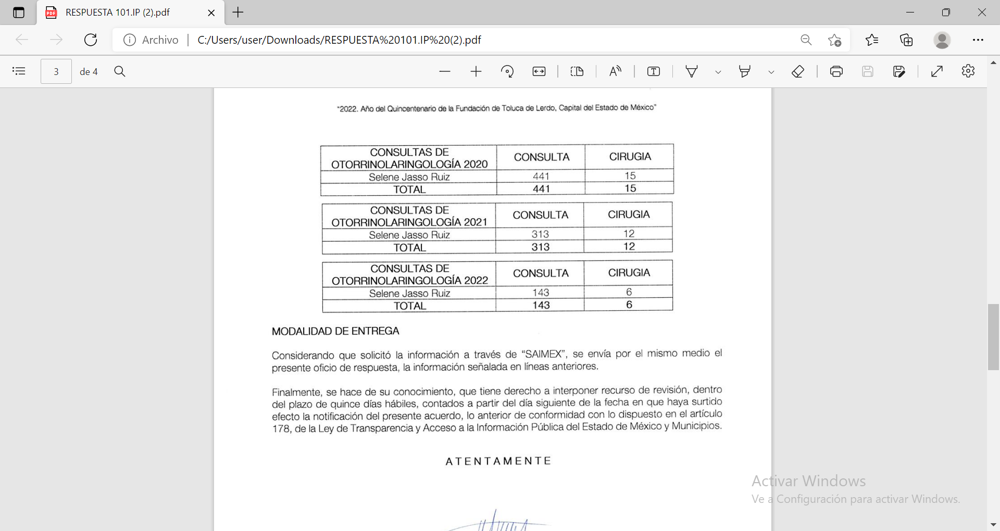 RESPUESTA 101.IP (2).pdf
Archivo C:/Users/user/Downloads/RESPUESTA%20101.IP%20(2).pdf
3 de 4
"2022. Año del Quincentenario de la Fundación de Toluca de Lerdo, Capital del Estado de México"
CONSULTAS DE
OTORRINOLARINGOLOGÍA 2020 CONSULTA CIRUGIA
Selene Jasso Ruiz 441 15
TOTAL 441 15
CONSULTAS DE
OTORRINOLARINGOLOGÍA 2021 CONSULTA CIRUGIA
Selene Jasso Ruiz 313 12
TOTAL 313 12
CONSULTAS DE
OTORRINOLARINGOLOGÍA 2022 CONSULTA CIRUGIA
Selene Jasso Ruiz 143 6
TOTAL 143 6
MODALIDAD DE ENTREGA
Considerando que solicitó la información a través de “SAIMEX”, se envía por el mismo medio el
presente oficio de respuesta, la información señalada en líneas anteriores.
Finalmente, se hace de su conocimiento, que tiene derecho a interponer recurso de revisión, dentro
del plazo de quince días hábiles, contados a partir del día siguiente de la fecha en que haya surtido
efecto la notificación del presente acuerdo, lo anterior de conformidad con lo dispuesto en el artículo
178, de la Ley de Transparencia y Acceso a la Información Pública del Estado de México y Municipios.
ATENTAMENTE
Activar Windows
Ve a Configuración para activar Windows.